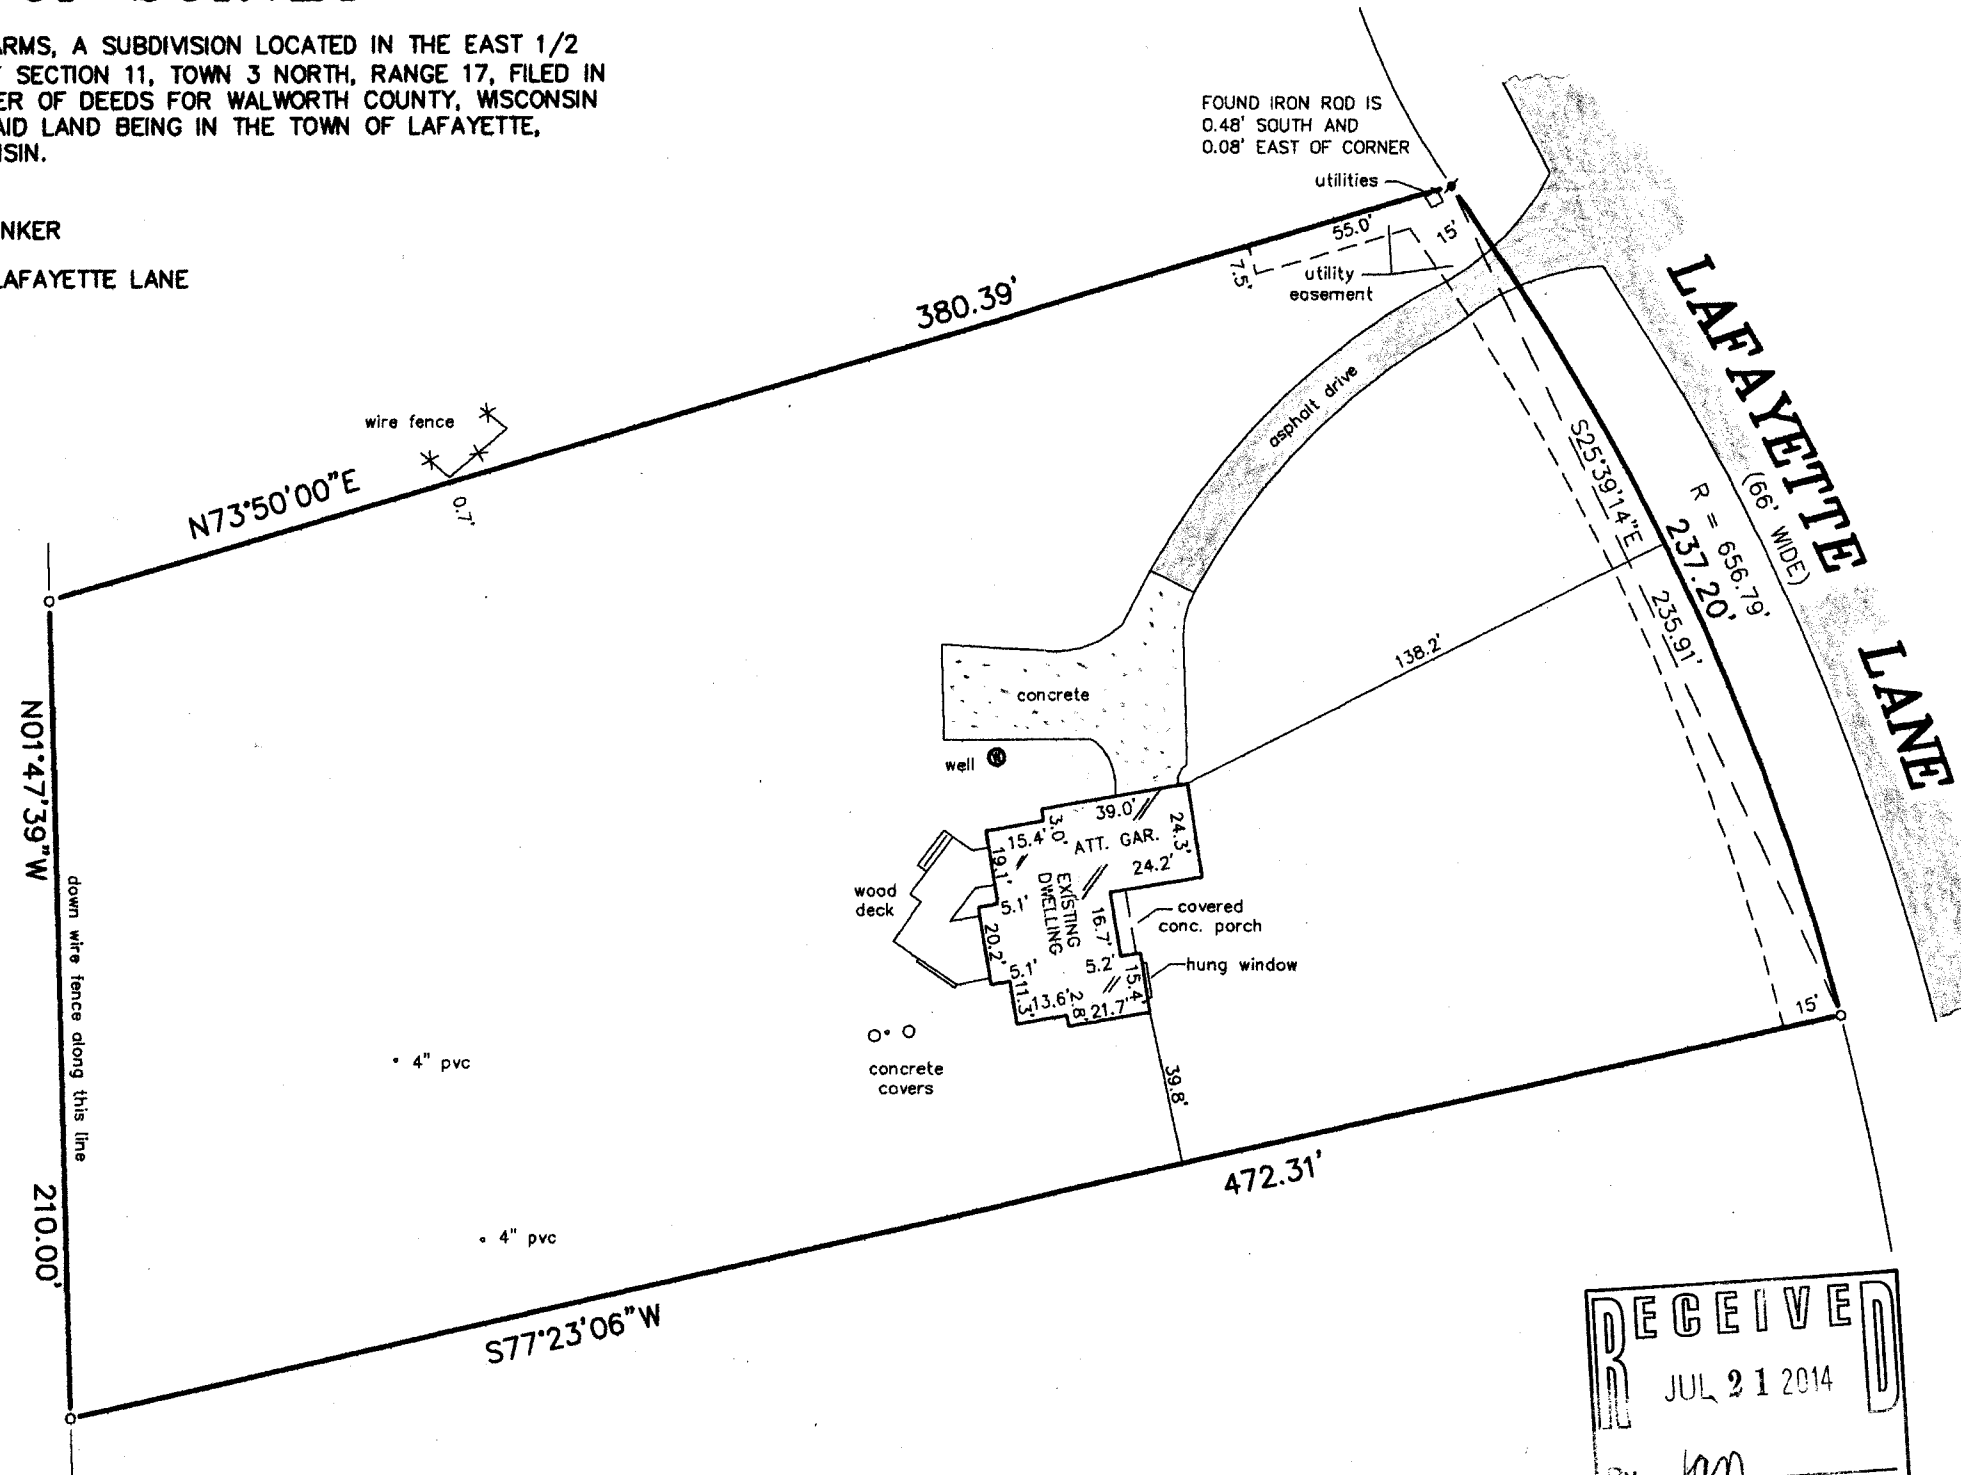 ARMS, A SUBDIVISION LOCATED IN THE EAST 1/2
SECTION 11, TOWN 3 NORTH, RANGE 17, FILED IN
ER OF DEEDS FOR WALWORTH COUNTY, WISCONSIN
AID LAND BEING IN THE TOWN OF LAFAYETTE,
SIN.
NKER
LAFAYETTE LANE
FOUND IRON ROD IS
0.48' SOUTH AND
0.08' EAST OF CORNER
utilities
55.0'
15'
7.5'
utility
easement
380.39'
wire fence
N73°50'00"E
0.7'
asphalt drive
LAFAYETTE LANE
(66' WIDE)
R = 656.79'
237.20'
S25°39'14"E
235.91'
138.2'
concrete
well
N01°47'39"W
210.00'
down wire fence along this line
39.0'
3.0'
15.4'
ATT. GAR.
24.3'
24.2'
19.1'
5.1'
EXISTING
DWELLING
16.7'
20.2'
5.1'
5.2'
15.4'
11.3'
13.6'
2.8'
21.7'
wood
deck
covered
conc. porch
hung window
39.8'
15'
concrete
covers
4" pvc
4" pvc
472.31'
S77°23'06"W
RECEIVED
JUL 21 2014